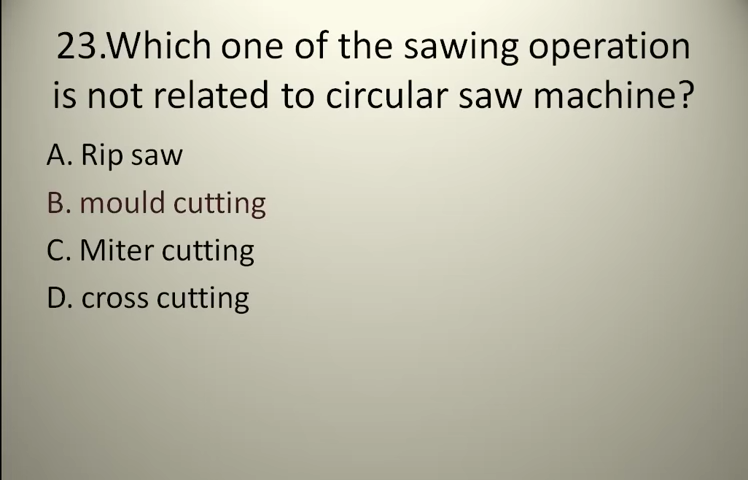 23.Which one of the sawing operation
is not related to circular saw machine?
A. Rip saw
B. mould cutting
C. Miter cutting
D. cross cutting